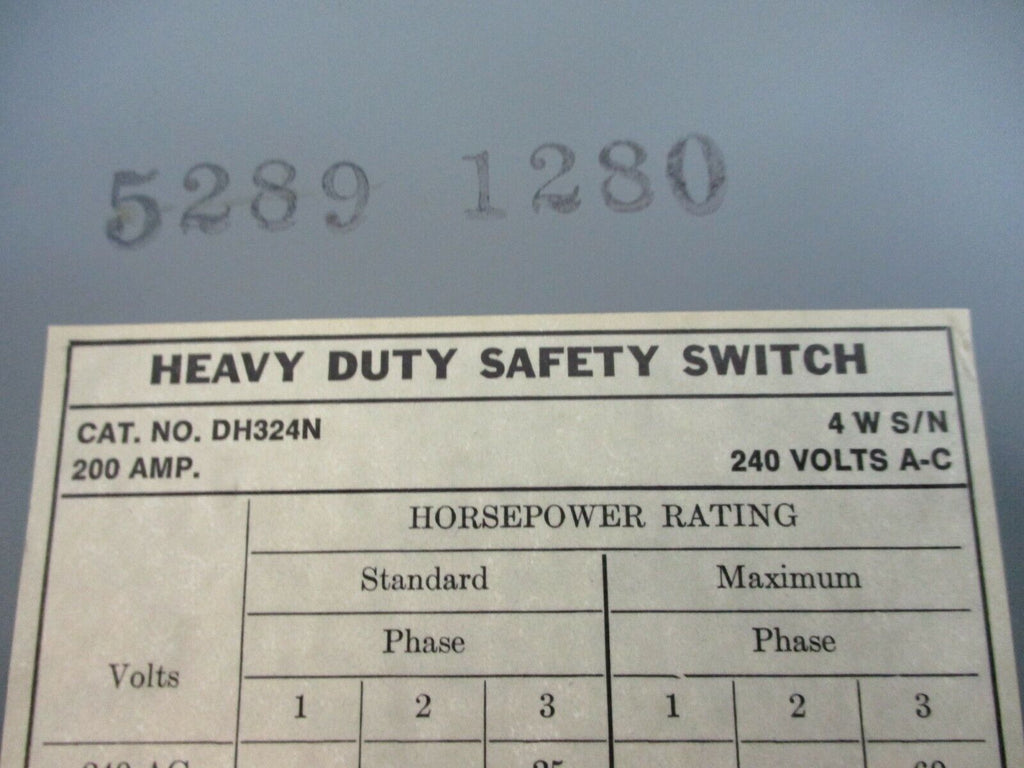 5289 1280
HEAVY DUTY SAFETY SWITCH
CAT. NO. DH324N 4 W S/N
200 AMP. 240 VOLTS A-C
HORSEPOWER RATING
Standard Maximum
Phase Phase
Volts
1 2 3 1 2 3